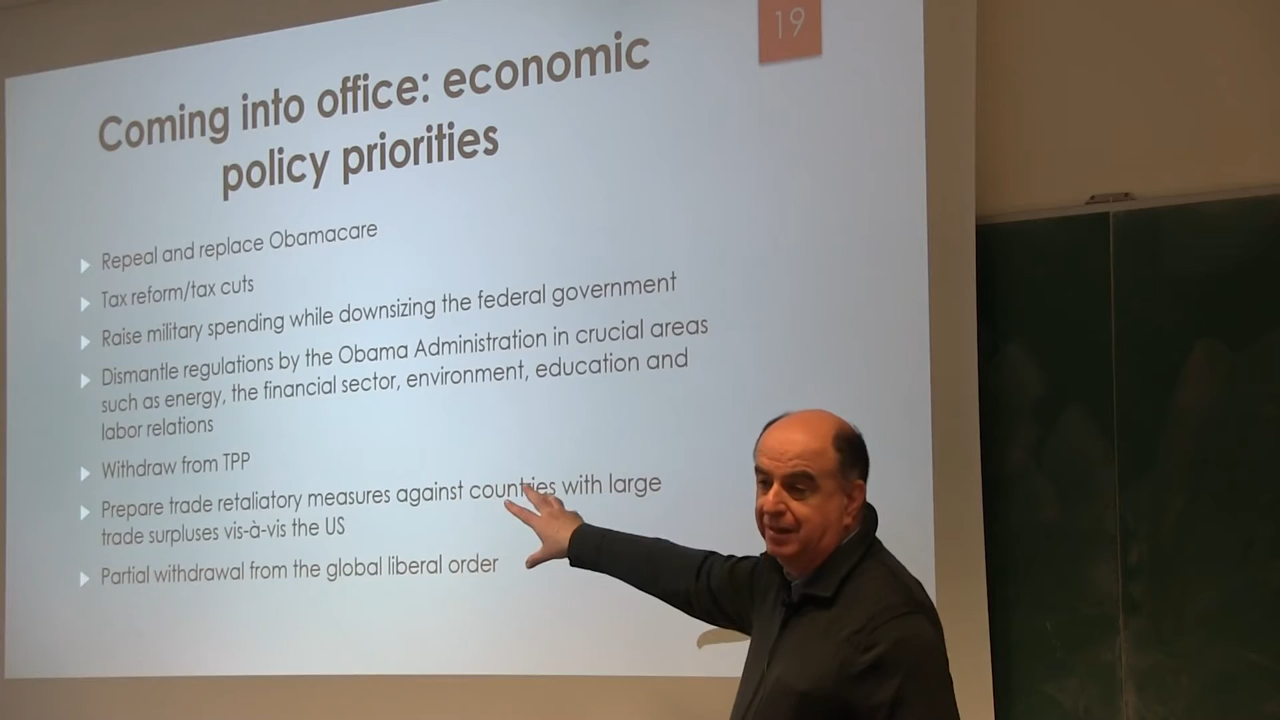 19
Coming into office: economic
policy priorities
Repeal and replace Obamacare
Tax reform/tax cuts
Raise military spending while downsizing the federal government
Dismantle regulations by the Obama Administration in crucial areas
such as energy, the financial sector, environment, education and
labor relations
Withdraw from TPP
Prepare trade retaliatory measures against countries with large
trade surpluses vis-à-vis the US
Partial withdrawal from the global liberal order